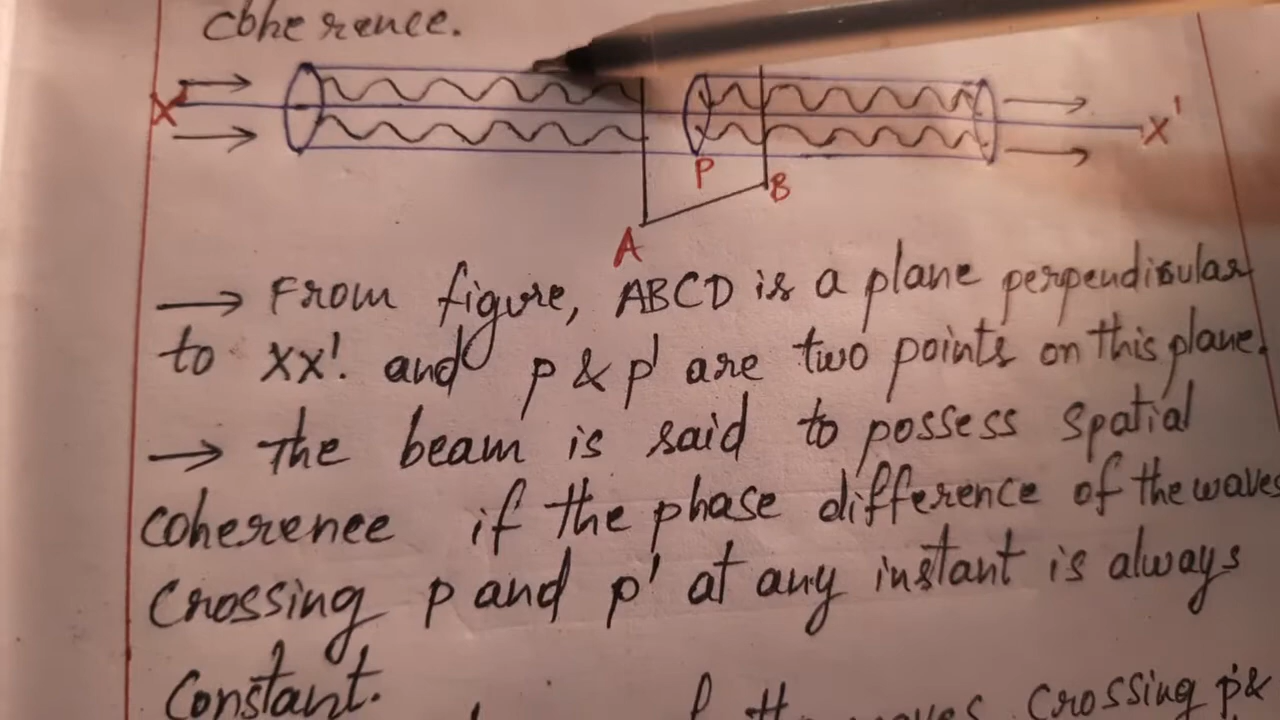 coherence.
X
X'
P
B
A
→ From figure, ABCD is a plane perpendicular
to XX'. and p & p' are two points on this plane.
→ The beam is said to possess spatial
coherence if the phase difference of the waves
crossing p and p' at any instant is always
constant.
crossing p &